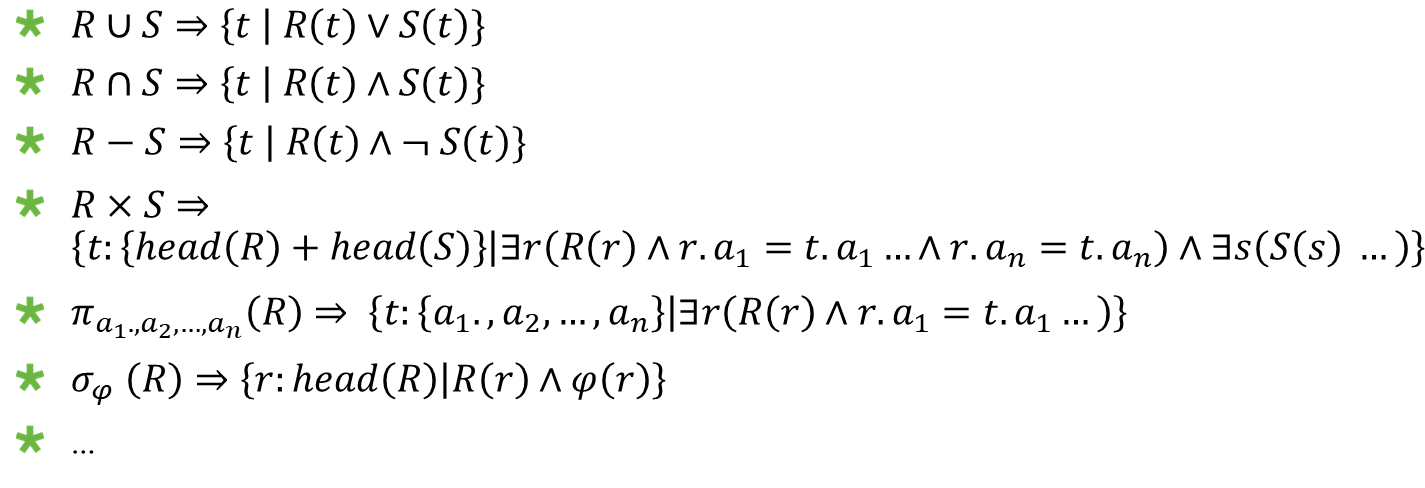 * R ∪ S ⇒ {t | R(t) ∨ S(t)}
* R ∩ S ⇒ {t | R(t) ∧ S(t)}
* R − S ⇒ {t | R(t) ∧ ¬ S(t)}
* R × S ⇒
{t: {head(R) + head(S)}|∃r(R(r) ∧ r. a₁ = t. a₁ … ∧ r. aₙ = t. aₙ) ∧ ∃s(S(s) … )}
* π_{a₁.,a₂,…,aₙ}(R) ⇒ {t: {a₁. , a₂, … , aₙ}|∃r(R(r) ∧ r. a₁ = t. a₁ … )}
* σ_φ (R) ⇒ {r: head(R)|R(r) ∧ φ(r)}
* …